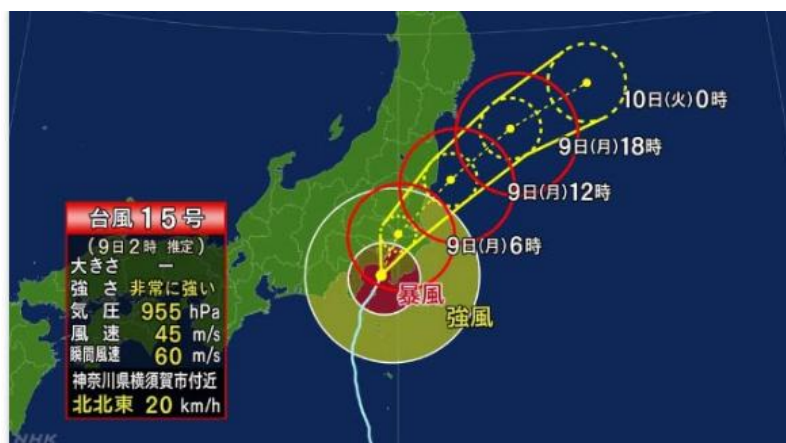 台風15号
(9日2時 推定)
大きさ ー
強さ 非常に強い
気圧 955 hPa
風速 45 m/s
瞬間風速 60 m/s
神奈川県横須賀市付近
北北東 20 km/h
10日(火)0時
9日(月)18時
9日(月)12時
9日(月)6時
暴風
強風
NHK